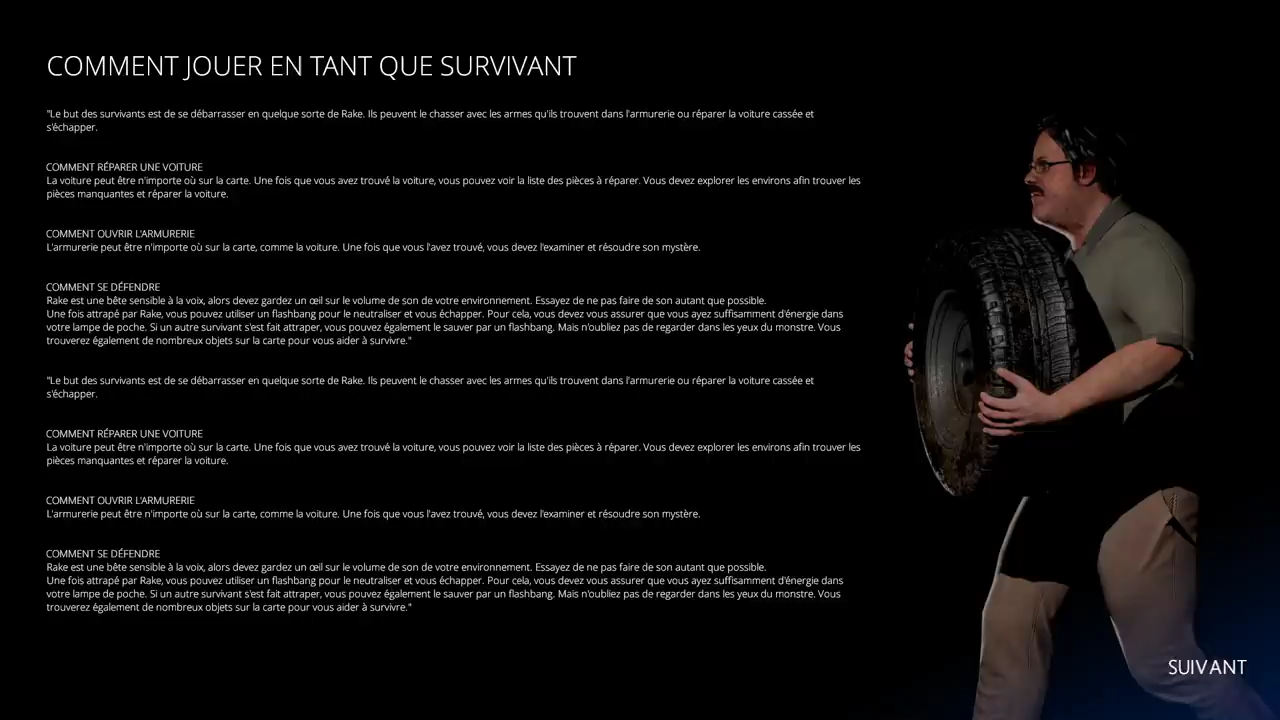 COMMENT JOUER EN TANT QUE SURVIVANT
"Le but des survivants est de se débarrasser en quelque sorte de Rake. Ils peuvent le chasser avec les armes qu'ils trouvent dans l'armurerie ou réparer la voiture cassée et
s'échapper.
COMMENT RÉPARER UNE VOITURE
La voiture peut être n'importe où sur la carte. Une fois que vous avez trouvé la voiture, vous pouvez voir la liste des pièces à réparer. Vous devez explorer les environs afin trouver les
pièces manquantes et réparer la voiture.
COMMENT OUVRIR L'ARMURERIE
L'armurerie peut être n'importe où sur la carte, comme la voiture. Une fois que vous l'avez trouvé, vous devez l'examiner et résoudre son mystère.
COMMENT SE DÉFENDRE
Rake est une bête sensible à la voix, alors devez gardez un œil sur le volume de son de votre environnement. Essayez de ne pas faire de son autant que possible.
Une fois attrapé par Rake, vous pouvez utiliser un flashbang pour le neutraliser et vous échapper. Pour cela, vous devez vous assurer que vous ayez suffisamment d'énergie dans
votre lampe de poche. Si un autre survivant s'est fait attraper, vous pouvez également le sauver par un flashbang. Mais n'oubliez pas de regarder dans les yeux du monstre. Vous
trouverez également de nombreux objets sur la carte pour vous aider à survivre."
"Le but des survivants est de se débarrasser en quelque sorte de Rake. Ils peuvent le chasser avec les armes qu'ils trouvent dans l'armurerie ou réparer la voiture cassée et
s'échapper.
COMMENT RÉPARER UNE VOITURE
La voiture peut être n'importe où sur la carte. Une fois que vous avez trouvé la voiture, vous pouvez voir la liste des pièces à réparer. Vous devez explorer les environs afin trouver les
pièces manquantes et réparer la voiture.
COMMENT OUVRIR L'ARMURERIE
L'armurerie peut être n'importe où sur la carte, comme la voiture. Une fois que vous l'avez trouvé, vous devez l'examiner et résoudre son mystère.
COMMENT SE DÉFENDRE
Rake est une bête sensible à la voix, alors devez gardez un œil sur le volume de son de votre environnement. Essayez de ne pas faire de son autant que possible.
Une fois attrapé par Rake, vous pouvez utiliser un flashbang pour le neutraliser et vous échapper. Pour cela, vous devez vous assurer que vous ayez suffisamment d'énergie dans
votre lampe de poche. Si un autre survivant s'est fait attraper, vous pouvez également le sauver par un flashbang. Mais n'oubliez pas de regarder dans les yeux du monstre. Vous
trouverez également de nombreux objets sur la carte pour vous aider à survivre."
SUIVANT